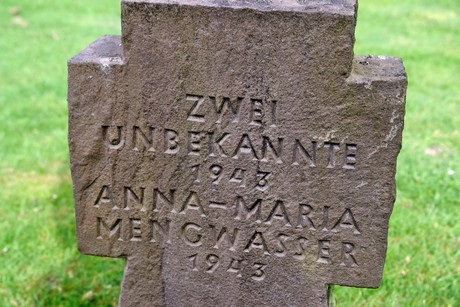 ZWEI
UNBEKANNTE
1943
ANNA-MARIA
MENGWASSER
1943